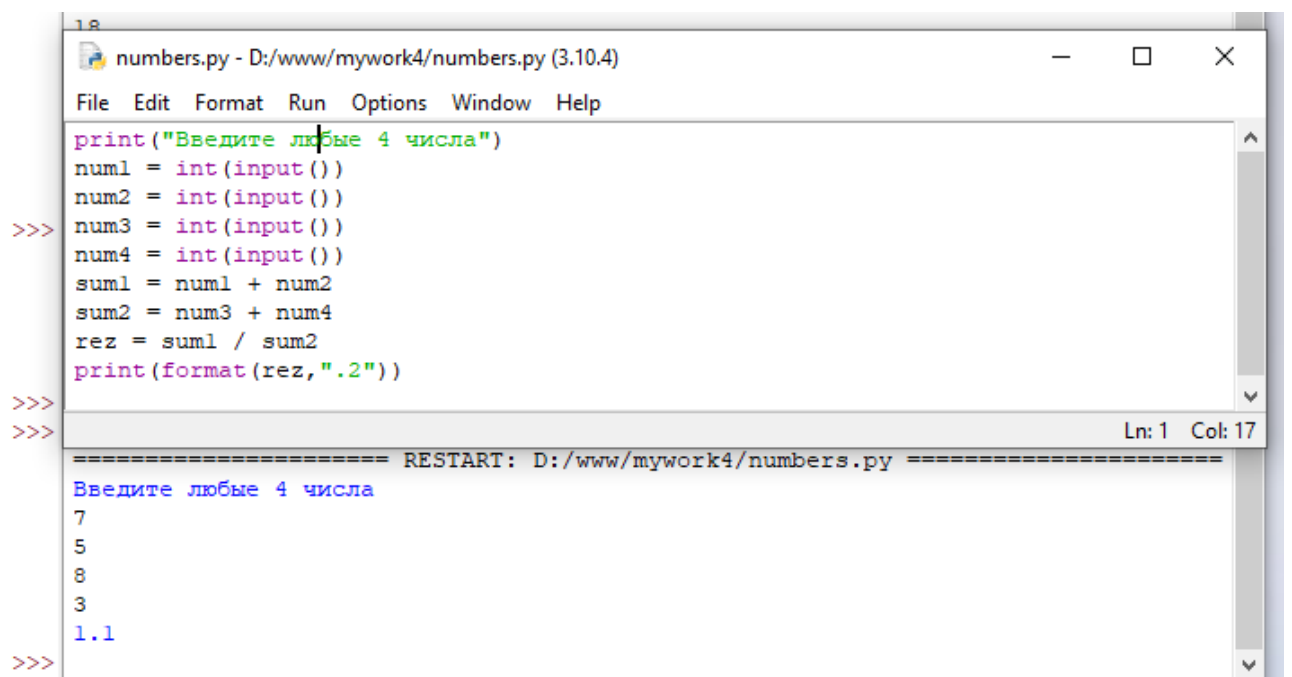 18
numbers.py - D:/www/mywork4/numbers.py (3.10.4)
File Edit Format Run Options Window Help
print("Введите любые 4 числа")
num1 = int(input())
num2 = int(input())
>>> num3 = int(input())
num4 = int(input())
sum1 = num1 + num2
sum2 = num3 + num4
rez = sum1 / sum2
print(format(rez,".2"))
>>>
>>> Ln: 1 Col: 17
====================== RESTART: D:/www/mywork4/numbers.py ======================
Введите любые 4 числа
7
5
8
3
1.1
>>>